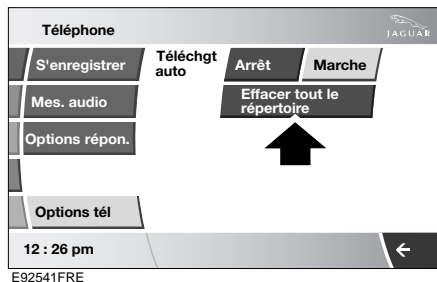 Téléphone
JAGUAR
S'enregistrer
Téléchgt
auto
Arrêt
Marche
Mes. audio
Effacer tout le
répertoire
Options répon.
Options tél
12 : 26 pm
E92541FRE